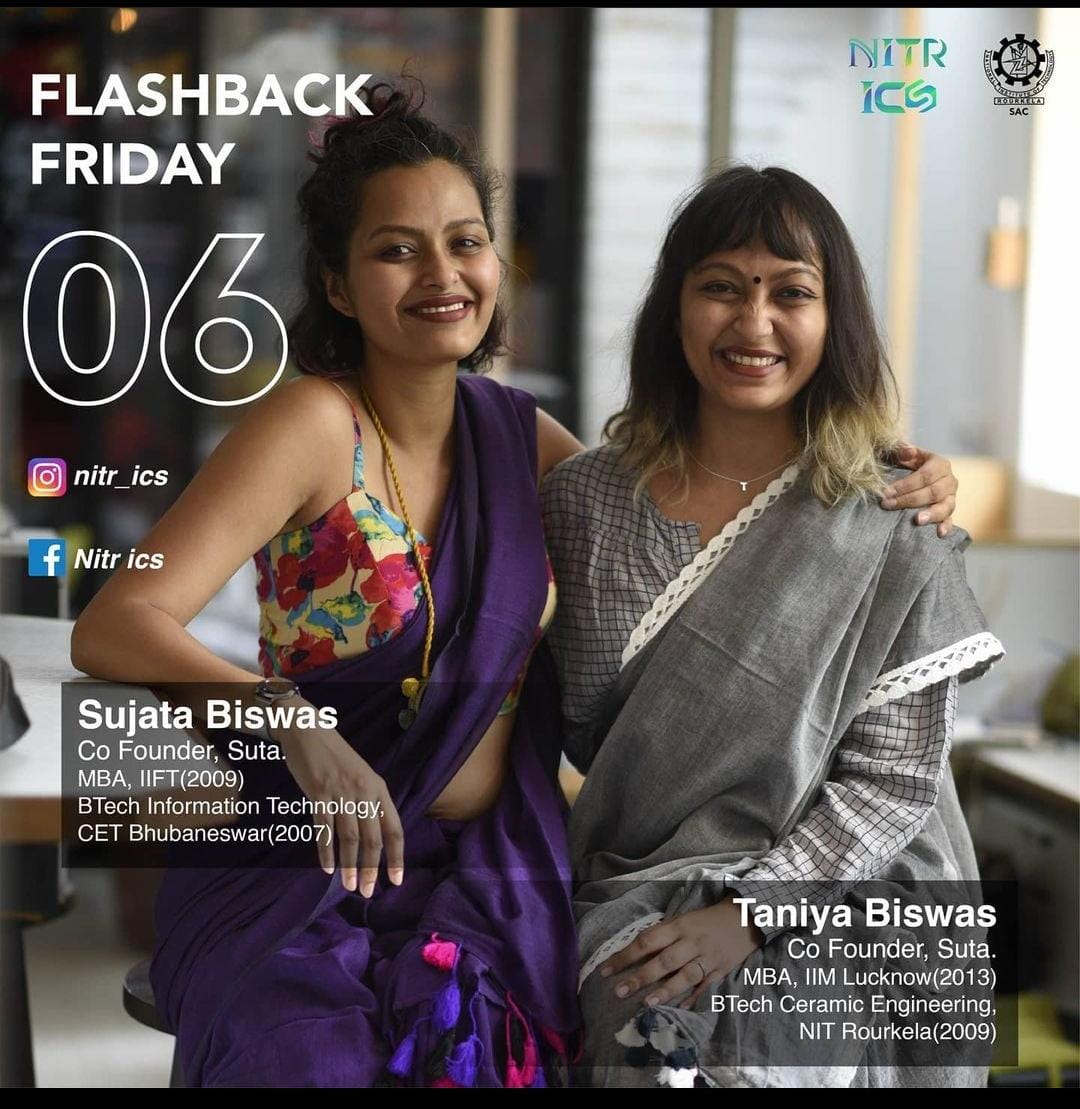 FLASHBACK
FRIDAY
06
nitr_ics
Nitr ics
NITR
ICS
ROURKELA
SAC
Sujata Biswas
Co Founder, Suta.
MBA, IIFT(2009)
BTech Information Technology,
CET Bhubaneswar(2007)
T
Taniya Biswas
Co Founder, Suta.
MBA, IIM Lucknow(2013)
BTech Ceramic Engineering,
NIT Rourkela(2009)